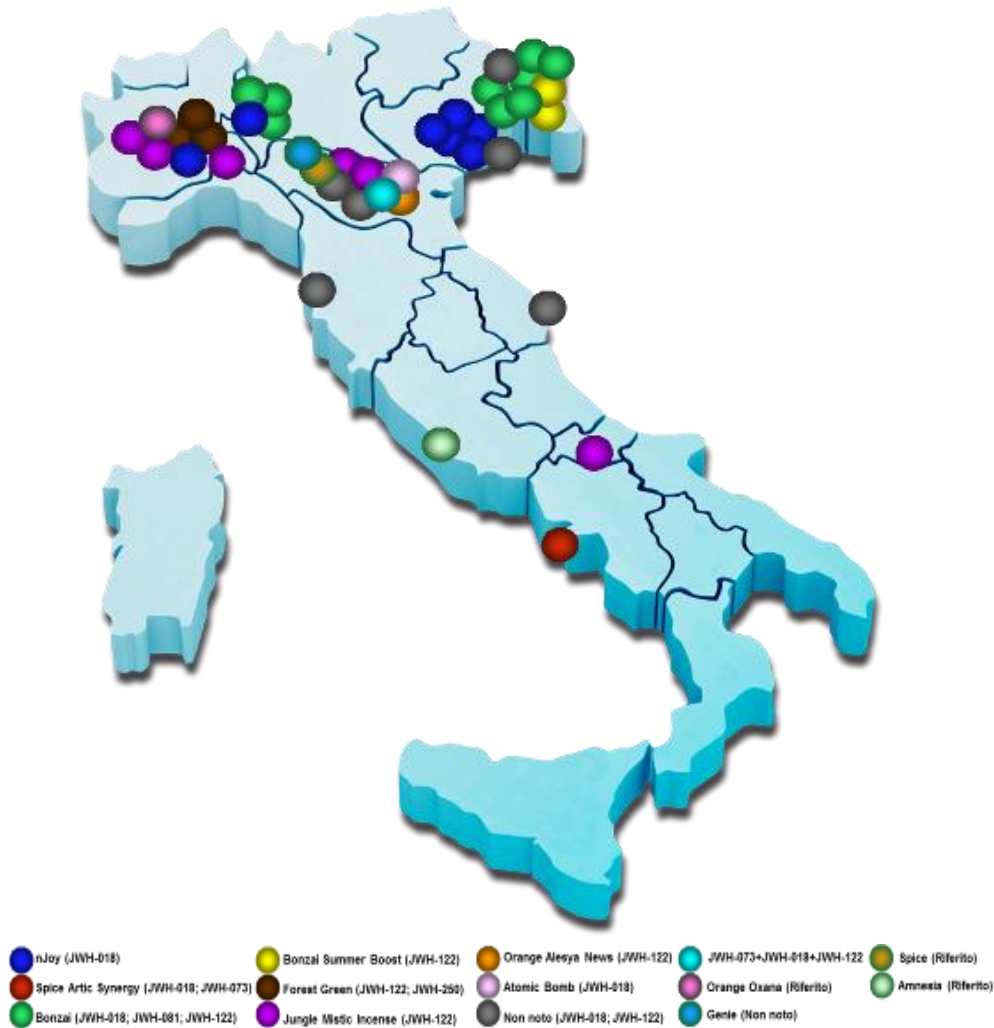 nJoy (JWH-018)
Bonzai Summer Boost (JWH-122)
Orange Alesya News (JWH-122)
JWH-073+JWH-018+JWH-122
Spice (Riferito)
Spice Artic Synergy (JWH-018; JWH-073)
Forest Green (JWH-122; JWH-250)
Atomic Bomb (JWH-018)
Orange Oxana (Riferito)
Amnesia (Riferito)
Bonzai (JWH-018; JWH-081; JWH-122)
Jungle Mistic Incense (JWH-122)
Non noto (JWH-018; JWH-122)
Genie (Non noto)